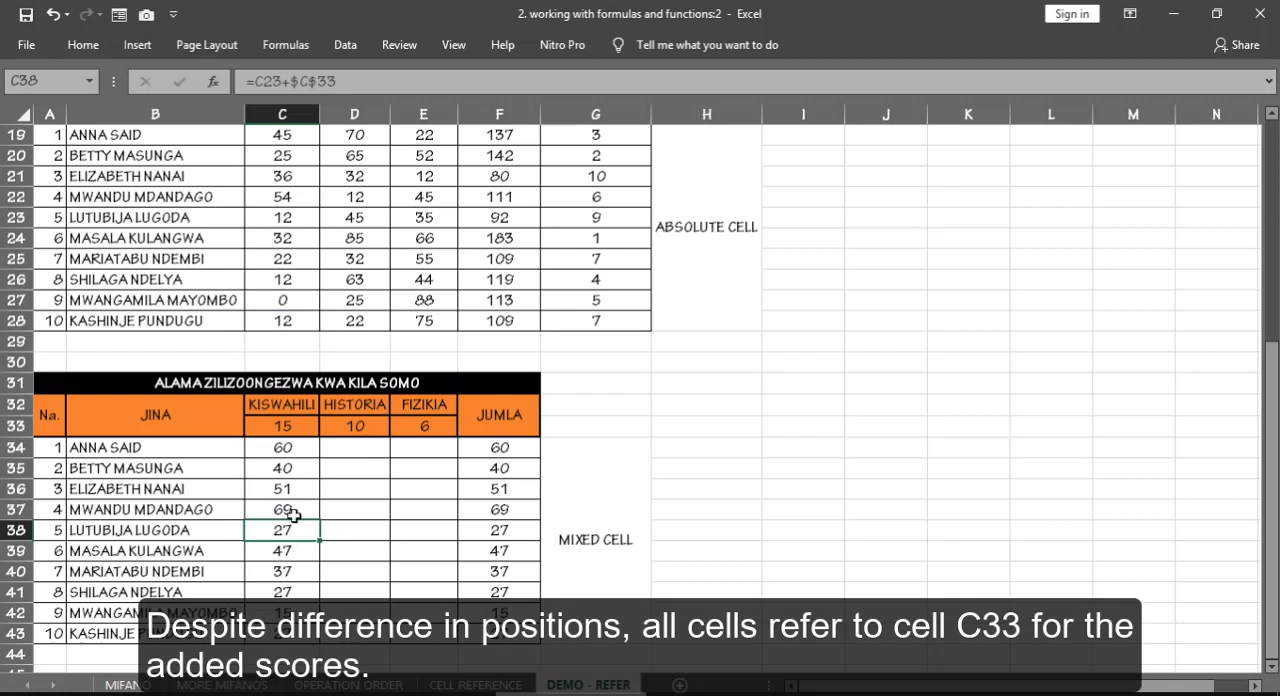 2. working with formulas and functions:2 - Excel
Sign in
File Home Insert Page Layout Formulas Data Review View Help Nitro Pro Tell me what you want to do Share
C38 fx =C23+$C$33
A B C D E F G H I J K L M N
19 1 ANNA SAID 45 70 22 137 3
20 2 BETTY MASUNGA 25 65 52 142 2
21 3 ELIZABETH NANAI 36 32 12 80 10
22 4 MWANDU MDANDAGO 54 12 45 111 6
23 5 LUTUBIJA LUGODA 12 45 35 92 9
ABSOLUTE CELL
24 6 MASALA KULANGWA 32 85 66 183 1
25 7 MARIATABU NDEMBI 22 32 55 109 7
26 8 SHILAGA NDELYA 12 63 44 119 4
27 9 MWANGAMILA MAYOMBO 0 25 88 113 5
28 10 KASHINJE PUNDUGU 12 22 75 109 7
29
30
31 ALAMA ZILIZOONGEZWA KWA KILA SOMO
32 KISWAHILI HISTORIA FIZIKIA
Na. JINA JUMLA
33 15 10 6
34 1 ANNA SAID 60 60
35 2 BETTY MASUNGA 40 40
36 3 ELIZABETH NANAI 51 51
37 4 MWANDU MDANDAGO 69 69
38 5 LUTUBIJA LUGODA 27 27
MIXED CELL
39 6 MASALA KULANGWA 47 47
40 7 MARIATABU NDEMBI 37 37
41 8 SHILAGA NDELYA 27 27
42 9 MWANGAMILA MAYOMBO 15 15
43 10 KASHINJE
44
Despite difference in positions, all cells refer to cell C33 for the
added scores.
MIFANO MORE MIFANOS OPERATION ORDER CELL REFERENCE DEMO - REFER